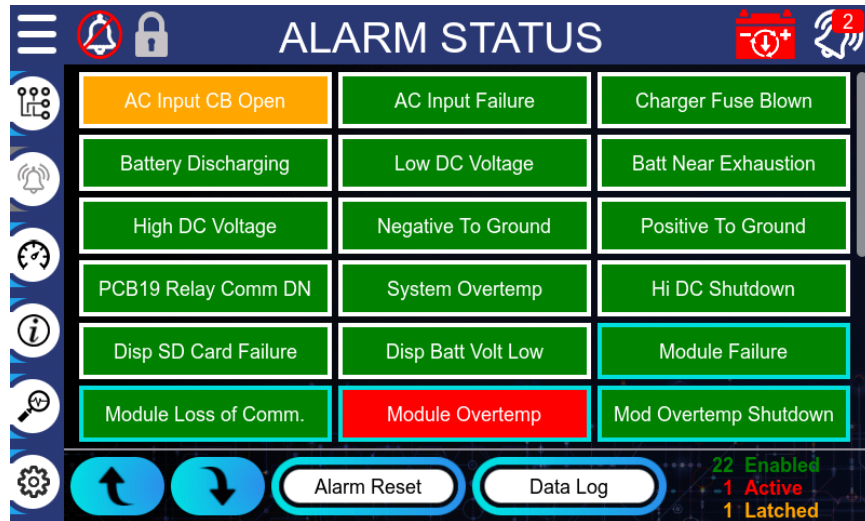 ALARM STATUS
- +
2
AC Input CB Open
AC Input Failure
Charger Fuse Blown
Battery Discharging
Low DC Voltage
Batt Near Exhaustion
High DC Voltage
Negative To Ground
Positive To Ground
PCB19 Relay Comm DN
System Overtemp
Hi DC Shutdown
Disp SD Card Failure
Disp Batt Volt Low
Module Failure
Module Loss of Comm.
Module Overtemp
Mod Overtemp Shutdown
Alarm Reset
Data Log
22 Enabled
1 Active
1 Latched